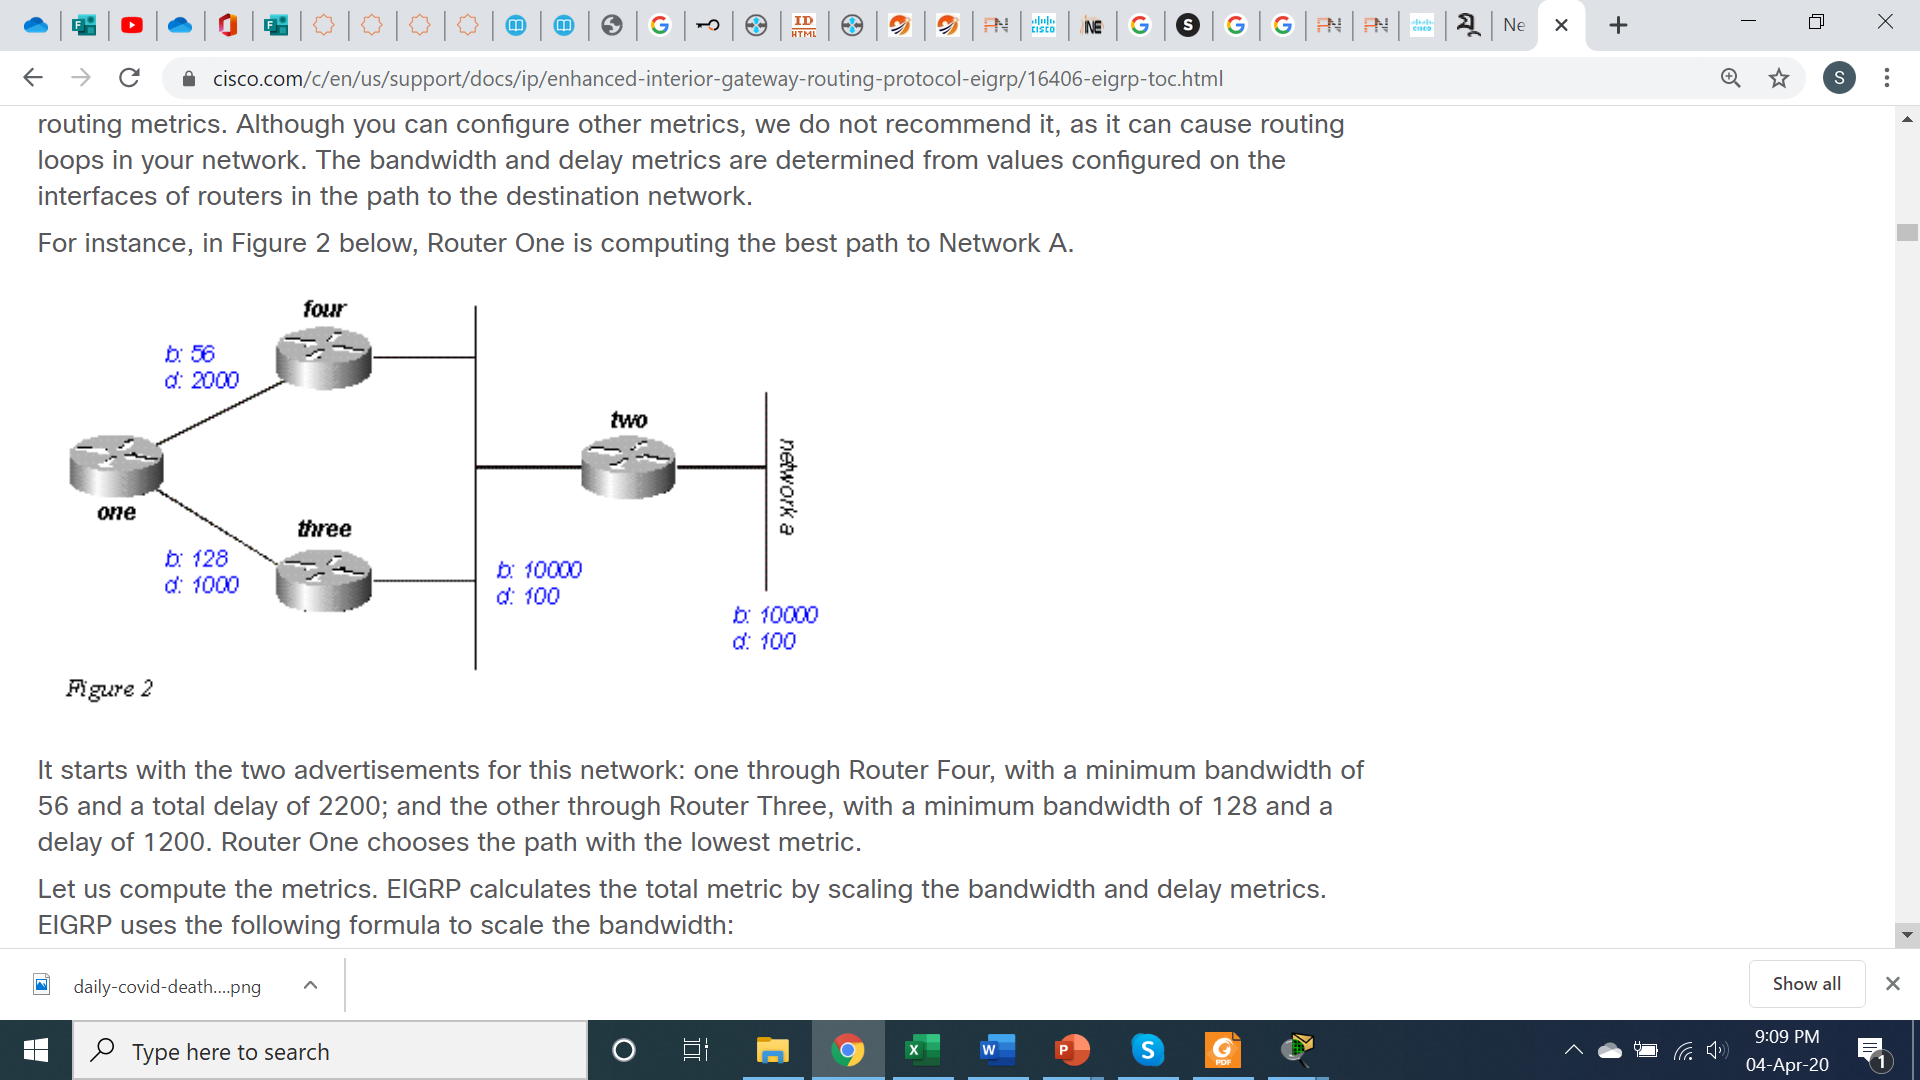 Ne
cisco.com/c/en/us/support/docs/ip/enhanced-interior-gateway-routing-protocol-eigrp/16406-eigrp-toc.html
S
routing metrics. Although you can configure other metrics, we do not recommend it, as it can cause routing
loops in your network. The bandwidth and delay metrics are determined from values configured on the
interfaces of routers in the path to the destination network.
For instance, in Figure 2 below, Router One is computing the best path to Network A.
four
b: 56
d: 2000
two
network a
one
three
b: 128
d: 1000
b: 10000
d: 100
b: 10000
d: 100
Figure 2
It starts with the two advertisements for this network: one through Router Four, with a minimum bandwidth of
56 and a total delay of 2200; and the other through Router Three, with a minimum bandwidth of 128 and a
delay of 1200. Router One chooses the path with the lowest metric.
Let us compute the metrics. EIGRP calculates the total metric by scaling the bandwidth and delay metrics.
EIGRP uses the following formula to scale the bandwidth:
daily-covid-death....png
Show all
Type here to search
9:09 PM
04-Apr-20
1